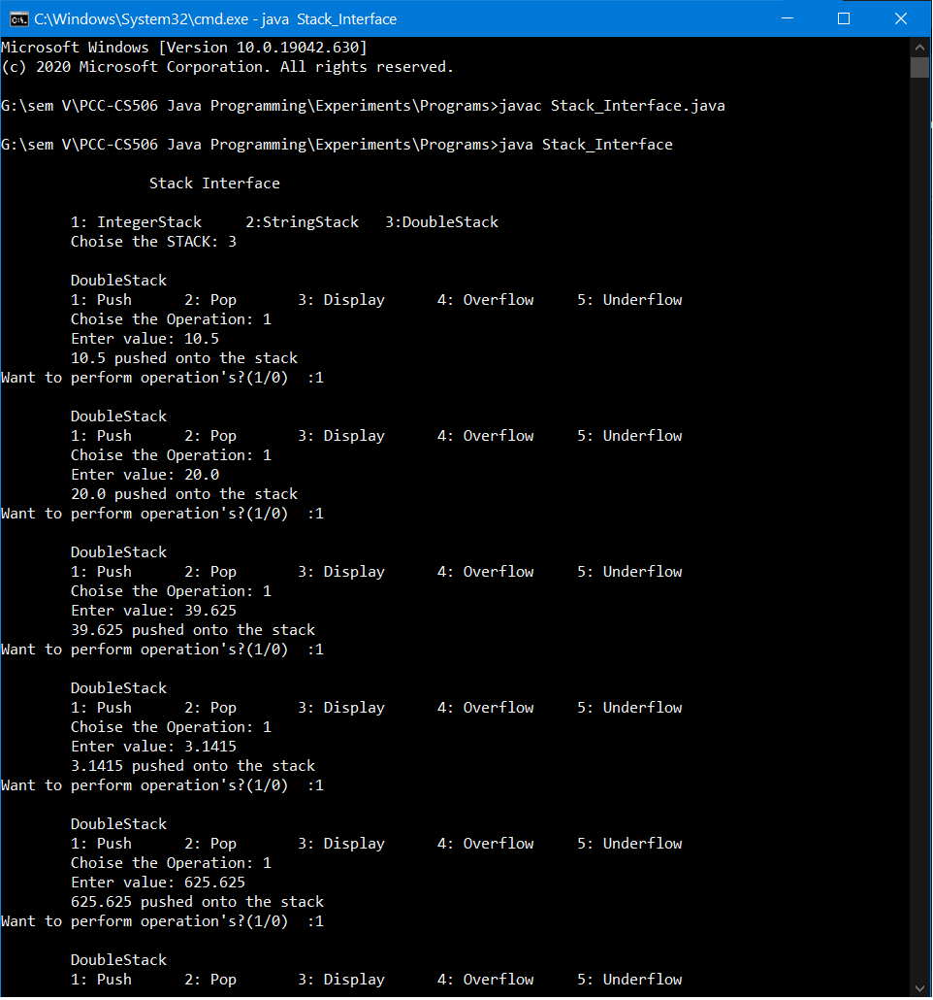 C:\Windows\System32\cmd.exe - java  Stack_Interface
Microsoft Windows [Version 10.0.19042.630]
(c) 2020 Microsoft Corporation. All rights reserved.
G:\sem V\PCC-CS506 Java Programming\Experiments\Programs>javac Stack_Interface.java
G:\sem V\PCC-CS506 Java Programming\Experiments\Programs>java Stack_Interface
Stack Interface
1: IntegerStack     2:StringStack   3:DoubleStack
Choise the STACK: 3
DoubleStack
1: Push      2: Pop       3: Display      4: Overflow     5: Underflow
Choise the Operation: 1
Enter value: 10.5
10.5 pushed onto the stack
Want to perform operation's?(1/0)  :1
DoubleStack
1: Push      2: Pop       3: Display      4: Overflow     5: Underflow
Choise the Operation: 1
Enter value: 20.0
20.0 pushed onto the stack
Want to perform operation's?(1/0)  :1
DoubleStack
1: Push      2: Pop       3: Display      4: Overflow     5: Underflow
Choise the Operation: 1
Enter value: 39.625
39.625 pushed onto the stack
Want to perform operation's?(1/0)  :1
DoubleStack
1: Push      2: Pop       3: Display      4: Overflow     5: Underflow
Choise the Operation: 1
Enter value: 3.1415
3.1415 pushed onto the stack
Want to perform operation's?(1/0)  :1
DoubleStack
1: Push      2: Pop       3: Display      4: Overflow     5: Underflow
Choise the Operation: 1
Enter value: 625.625
625.625 pushed onto the stack
Want to perform operation's?(1/0)  :1
DoubleStack
1: Push      2: Pop       3: Display      4: Overflow     5: Underflow